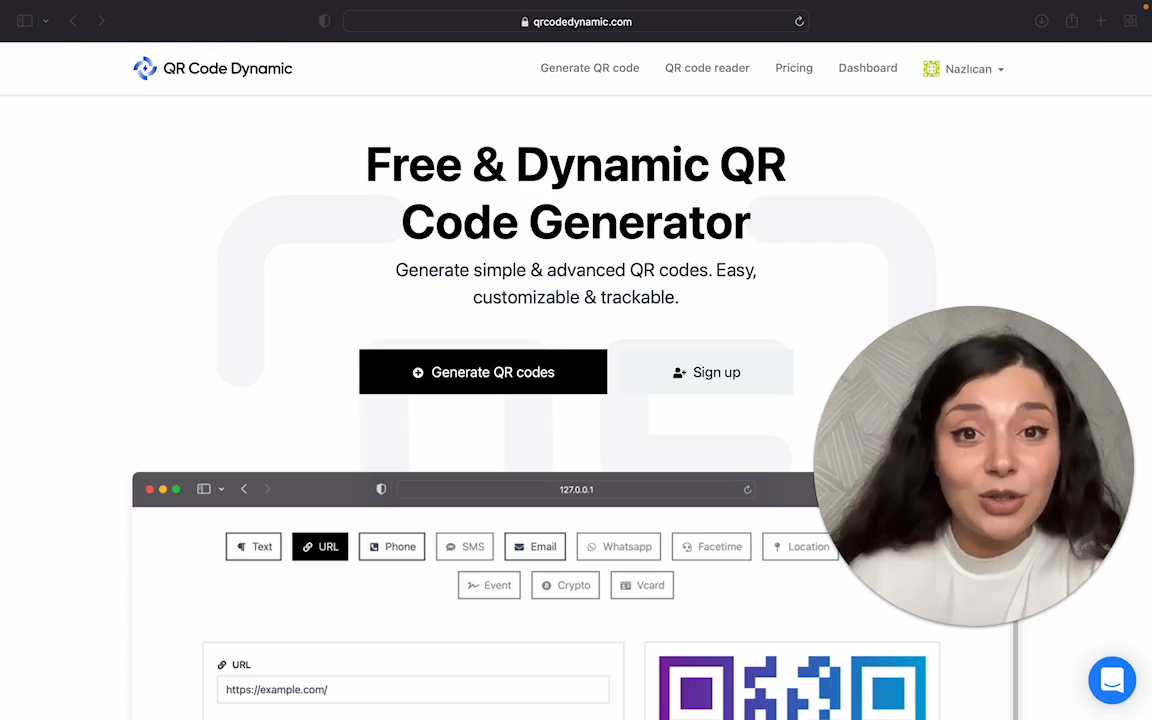 qrcodedynamic.com
QR Code Dynamic
Generate QR code
QR code reader
Pricing
Dashboard
Nazlıcan
Free & Dynamic QR
Code Generator
Generate simple & advanced QR codes. Easy,
customizable & trackable.
Generate QR codes
Sign up
127.0.0.1
Text
URL
Phone
SMS
Email
Whatsapp
Facetime
Location
Event
Crypto
Vcard
URL
https://example.com/